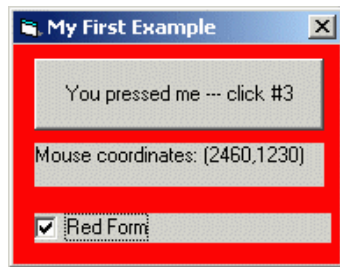 My First Example
You pressed me --- click #3
Mouse coordinates: (2460,1230)
Red Form